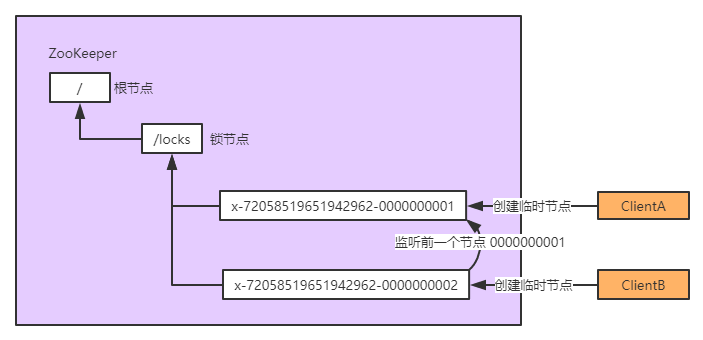 ZooKeeper
/
根节点
/locks
锁节点
x-72058519651942962-0000000001
创建临时节点
ClientA
监听前一个节点 0000000001
x-72058519651942962-0000000002
创建临时节点
ClientB